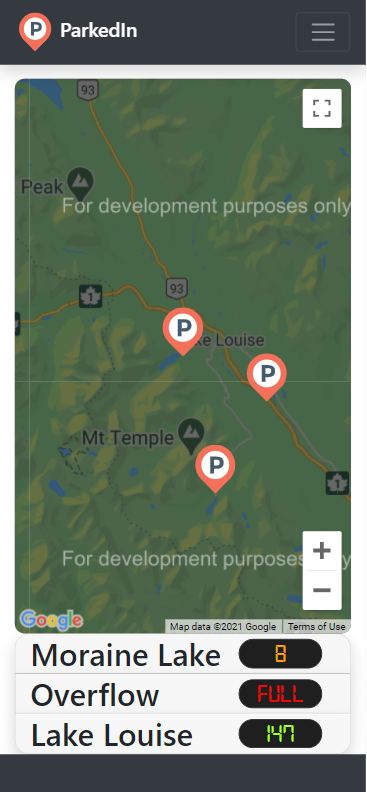 P ParkedIn
93
Peak
For development purposes only
93
1
P
ke Louise
P
Mt Temple
P
1
For development purposes
y
Google
Map data ©2021 Google Terms of Use
Moraine Lake 8
Overflow FULL
Lake Louise 147